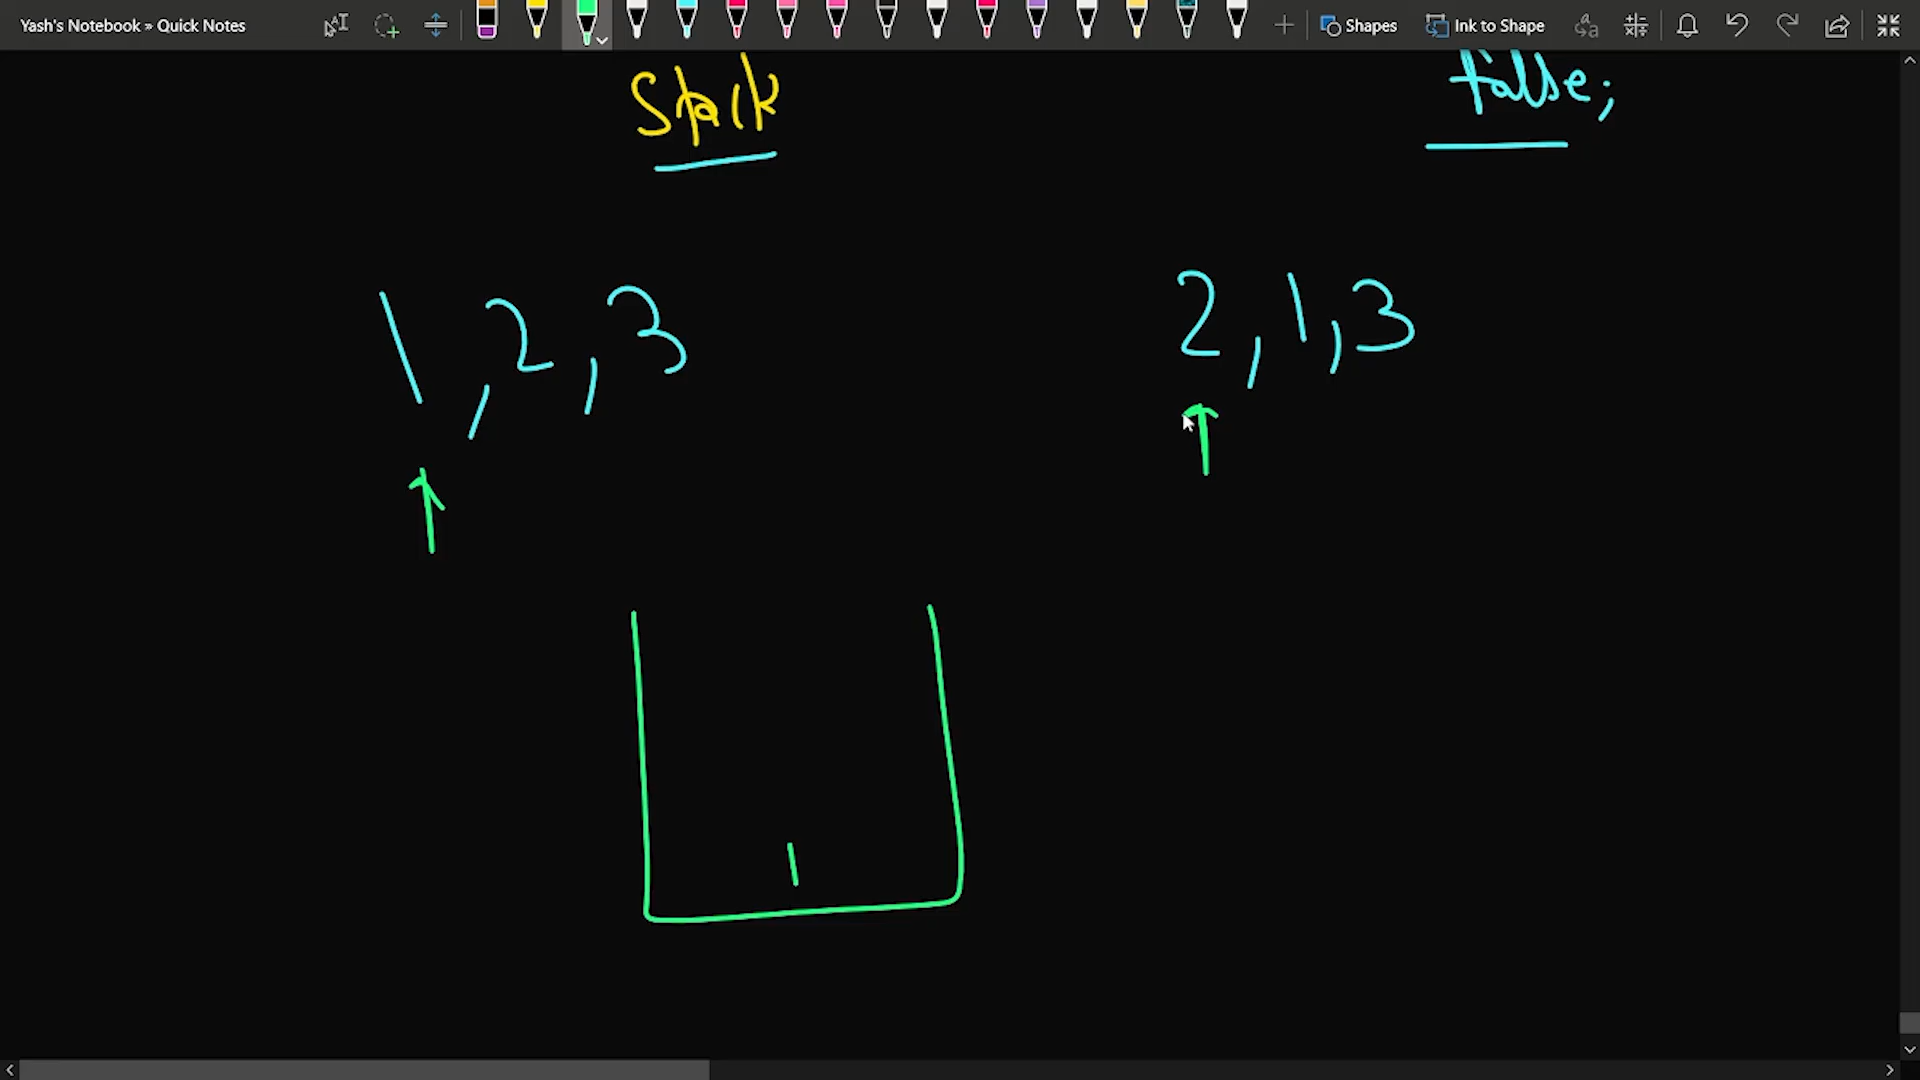 Yash's Notebook » Quick Notes
Shapes
Ink to Shape
Stack
false;
1, 2, 3
2, 1, 3
1